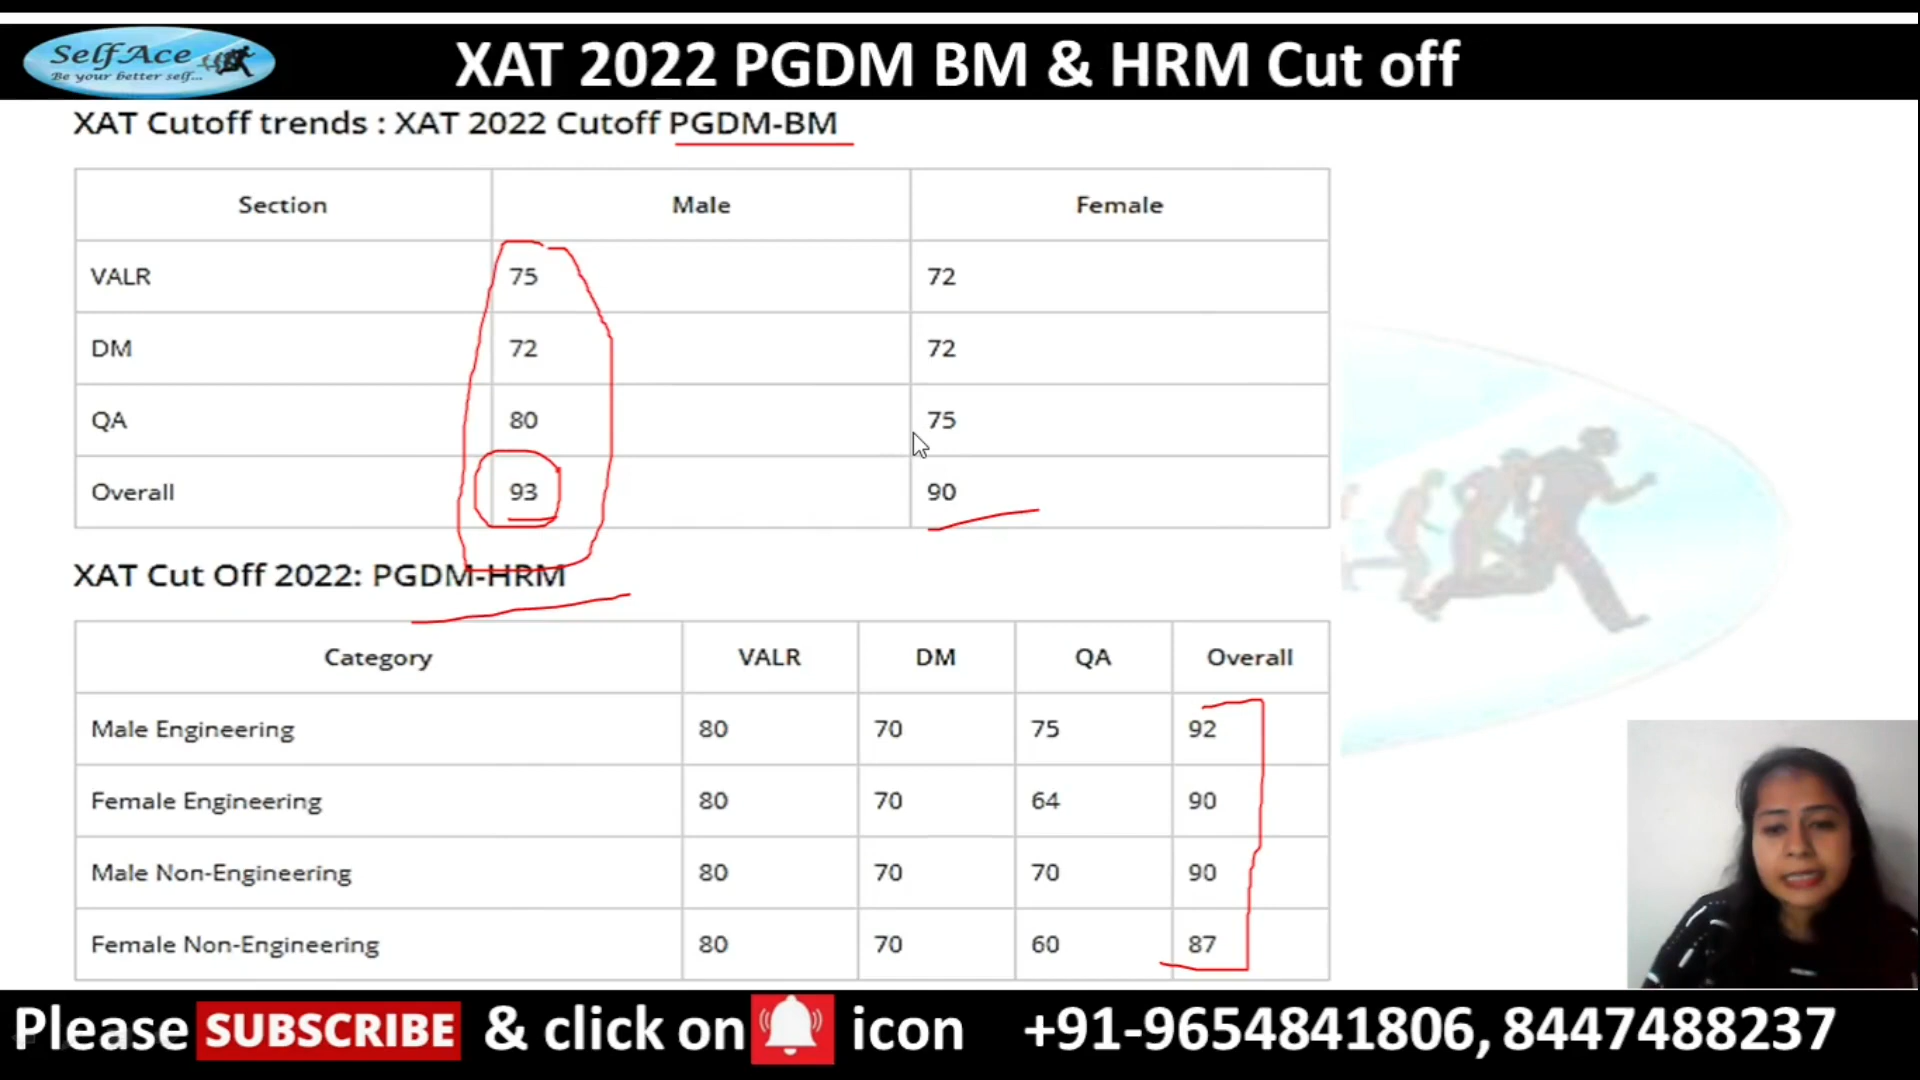 SelfAce
Be your better self...
XAT 2022 PGDM BM & HRM Cut off
XAT Cutoff trends : XAT 2022 Cutoff PGDM-BM
Section Male Female
VALR 75 72
DM 72 72
QA 80 75
Overall 93 90
XAT Cut Off 2022: PGDM-HRM
Category VALR DM QA Overall
Male Engineering 80 70 75 92
Female Engineering 80 70 64 90
Male Non-Engineering 80 70 70 90
Female Non-Engineering 80 70 60 87
Please SUBSCRIBE & click on icon +91-9654841806, 8447488237